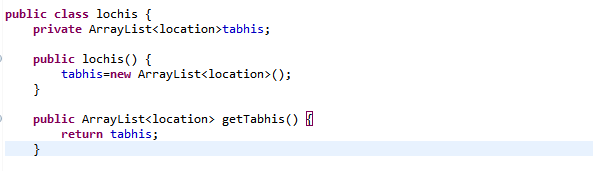 public class lochis {
    private ArrayList<location>tabhis;
    public lochis() {
        tabhis=new ArrayList<location>();
    }
    public ArrayList<location> getTabhis() {
        return tabhis;
    }